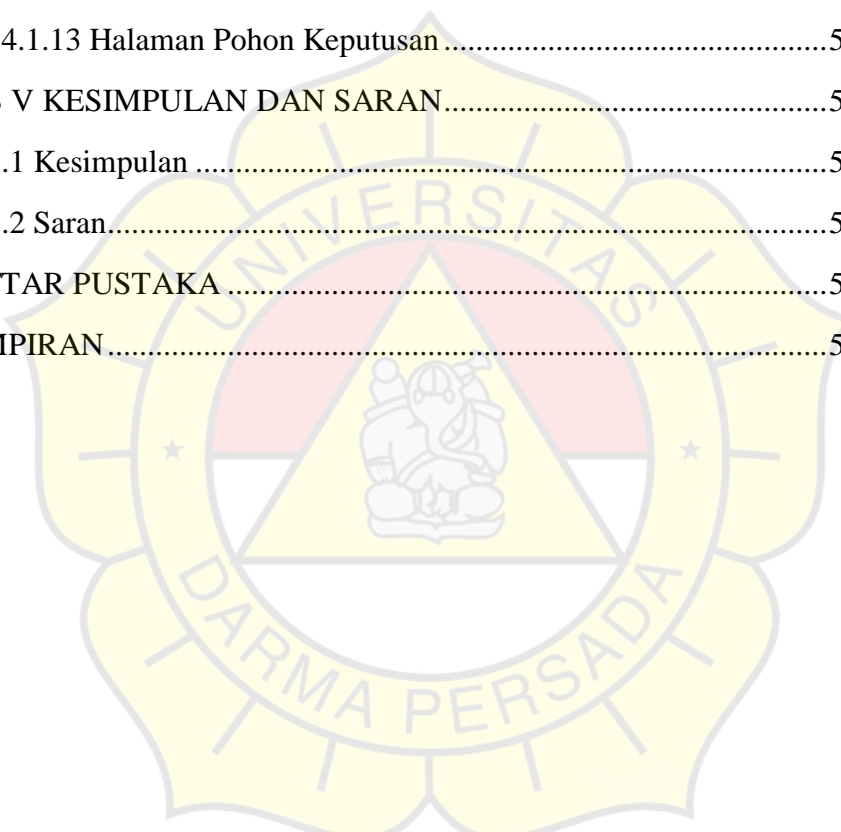 4.1.13 Halaman Pohon Keputusan ........................................................ 5
V KESIMPULAN DAN SARAN ........................................................ 5
.1 Kesimpulan ........................................................ 5
.2 Saran ........................................................ 5
TAR PUSTAKA ........................................................ 5
MPIRAN ........................................................ 5
UNIVERSITAS
DARMA PERSADA